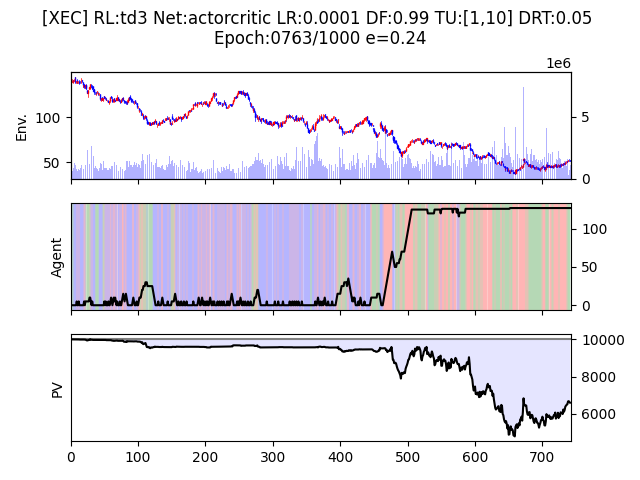 [XEC] RL:td3 Net:actorcritic LR:0.0001 DF:0.99 TU:[1,10] DRT:0.05
Epoch:0763/1000 e=0.24
1e6
Env.
100
50
5
0
Agent
100
50
0
PV
10000
8000
6000
0 100 200 300 400 500 600 700